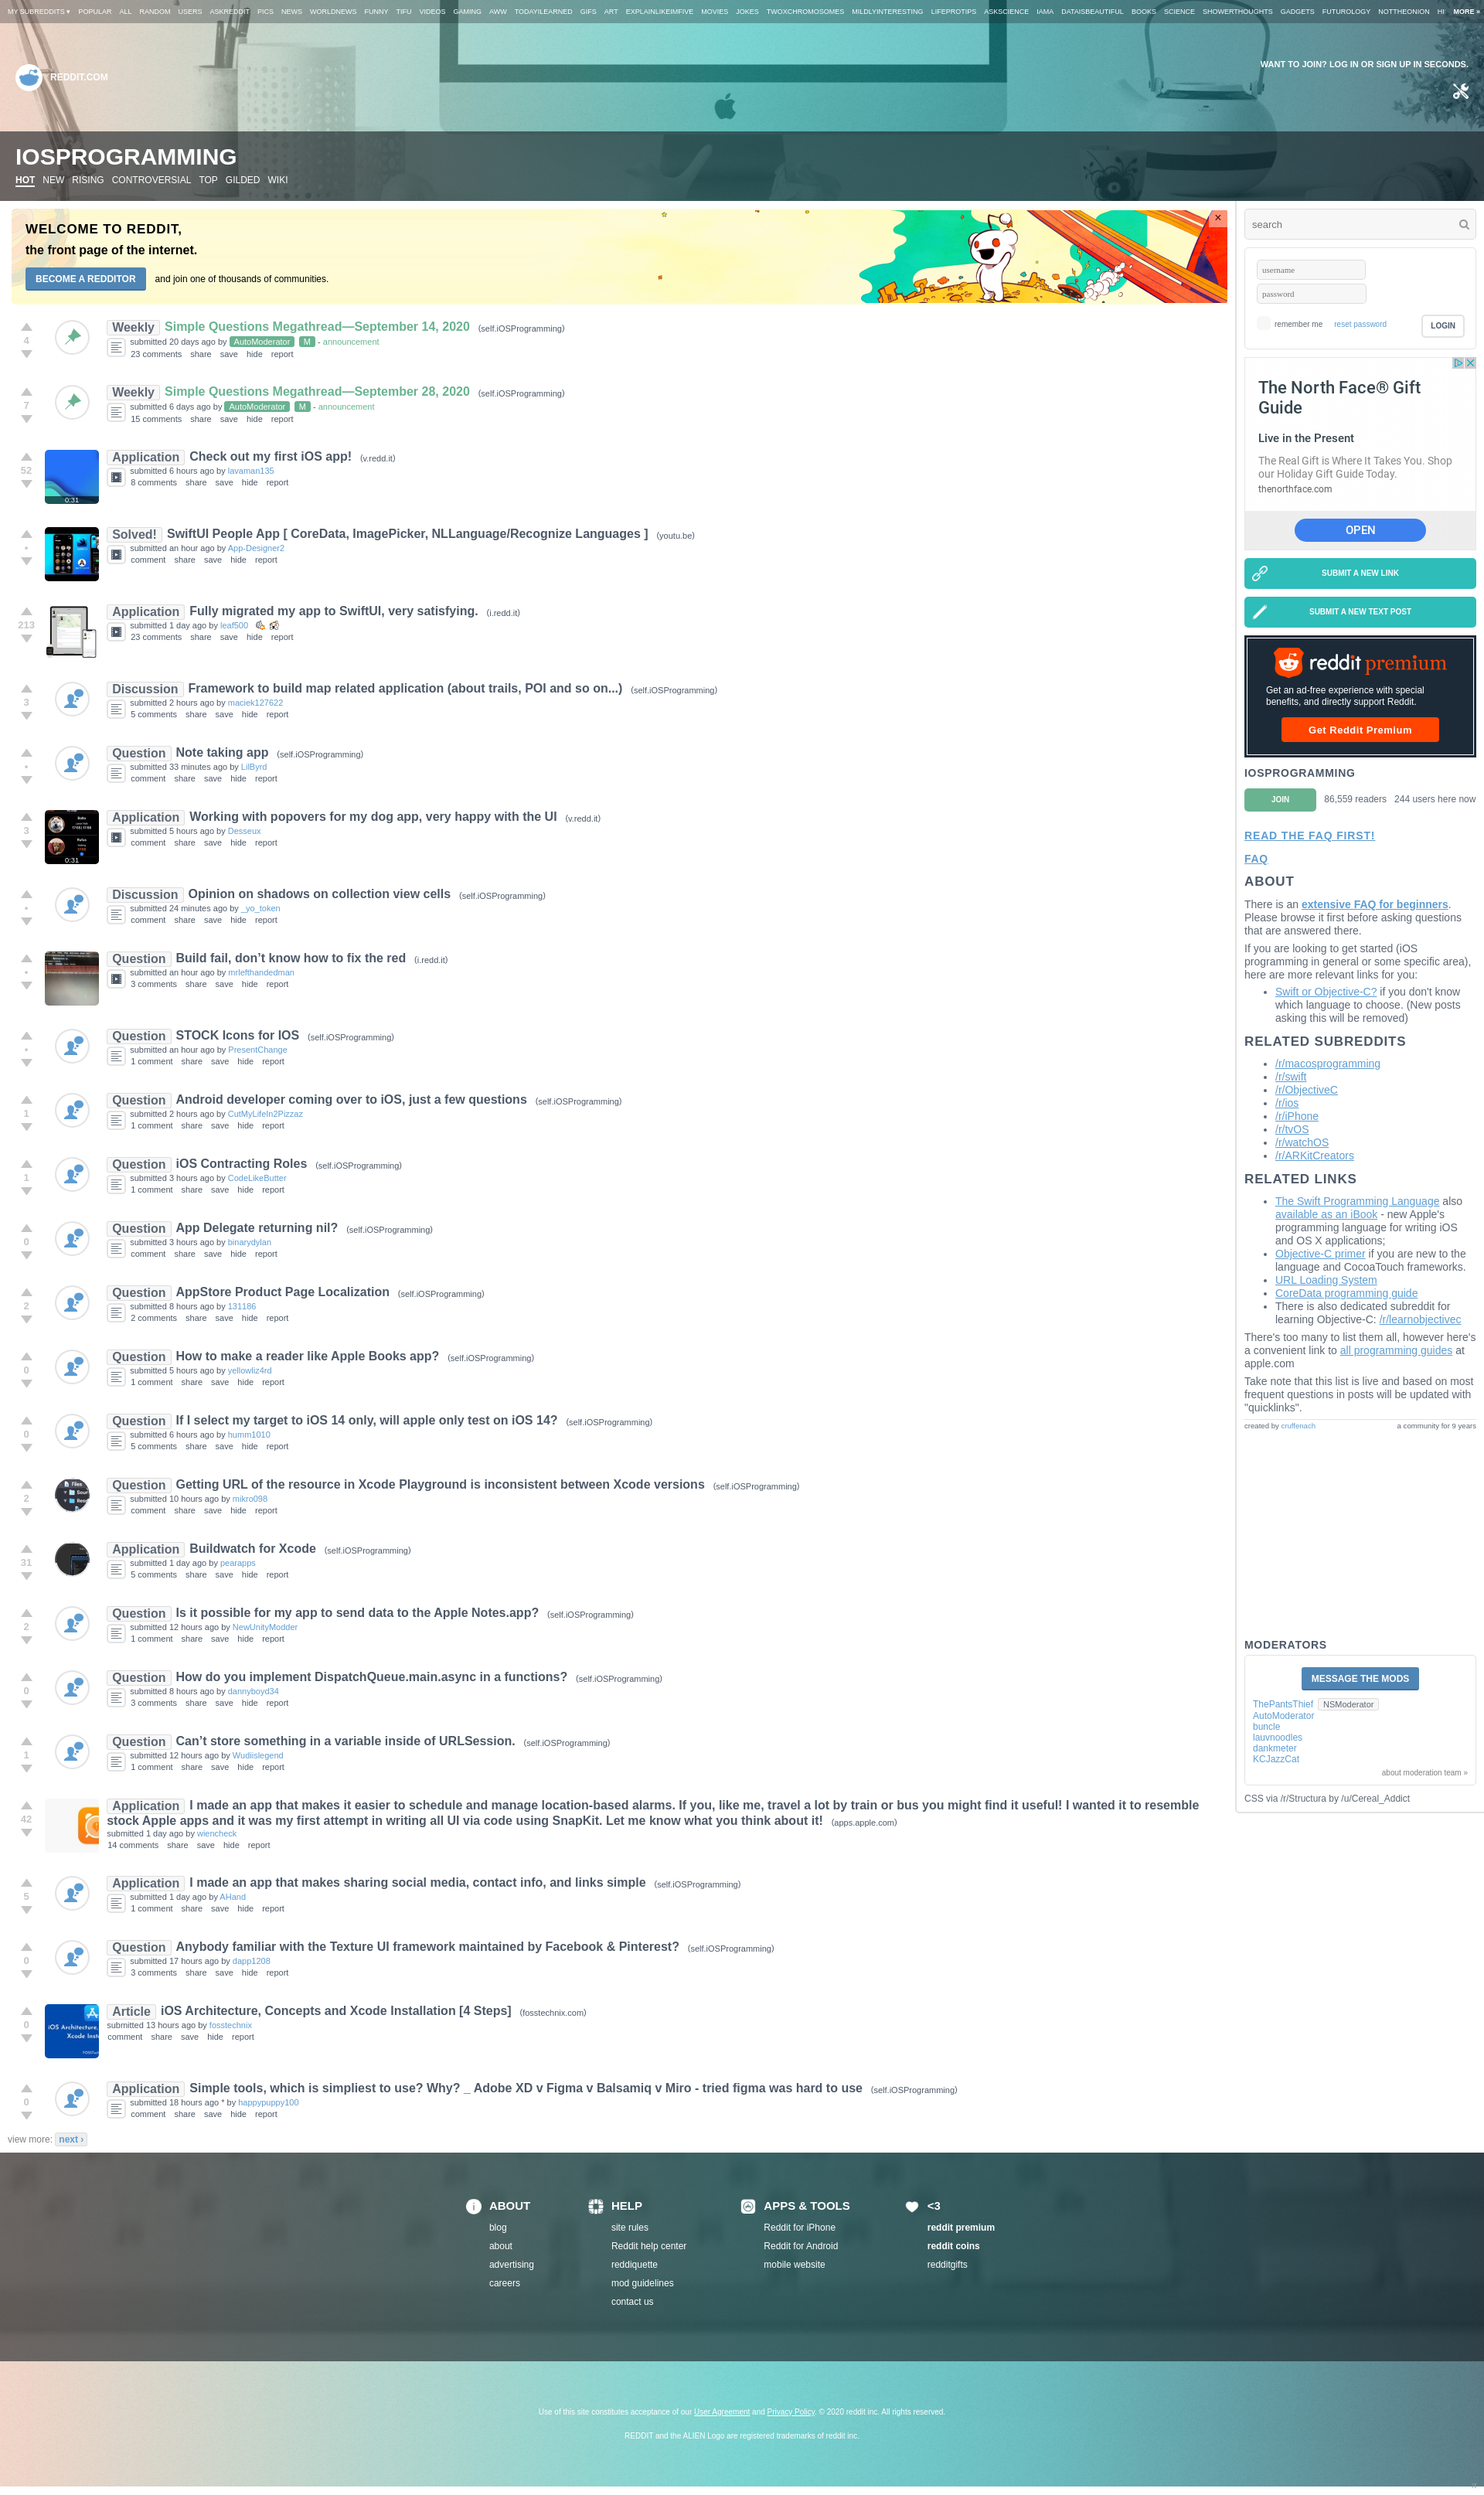 MY SUBREDDITS ▾ POPULAR ALL RANDOM USERS ASKREDDIT PICS NEWS WORLDNEWS FUNNY TIFU VIDEOS GAMING AWW TODAYILEARNED GIFS ART EXPLAINLIKEIMFIVE MOVIES JOKES TWOXCHROMOSOMES MILDLYINTERESTING LIFEPROTIPS ASKSCIENCE IAMA DATAISBEAUTIFUL BOOKS SCIENCE SHOWERTHOUGHTS GADGETS FUTUROLOGY NOTTHEONION HI MORE »
REDDIT.COM
WANT TO JOIN? LOG IN OR SIGN UP IN SECONDS.
IOSPROGRAMMING
HOT NEW RISING CONTROVERSIAL TOP GILDED WIKI
WELCOME TO REDDIT,
the front page of the internet.
BECOME A REDDITOR and join one of thousands of communities.
×
4
Weekly Simple Questions Megathread—September 14, 2020 (self.iOSProgramming)
submitted 20 days ago by AutoModerator M - announcement
23 comments share save hide report
7
Weekly Simple Questions Megathread—September 28, 2020 (self.iOSProgramming)
submitted 6 days ago by AutoModerator M - announcement
15 comments share save hide report
52
0:31
Application Check out my first iOS app! (v.redd.it)
submitted 6 hours ago by lavaman135
8 comments share save hide report
•
Solved! SwiftUI People App [ CoreData, ImagePicker, NLLanguage/Recognize Languages ] (youtu.be)
submitted an hour ago by App-Designer2
comment share save hide report
213
Application Fully migrated my app to SwiftUI, very satisfying. (i.redd.it)
submitted 1 day ago by leaf500
23 comments share save hide report
3
Discussion Framework to build map related application (about trails, POI and so on...) (self.iOSProgramming)
submitted 2 hours ago by maciek127622
5 comments share save hide report
•
Question Note taking app (self.iOSProgramming)
submitted 33 minutes ago by LilByrd
comment share save hide report
3
0:31
Application Working with popovers for my dog app, very happy with the UI (v.redd.it)
submitted 5 hours ago by Desseux
comment share save hide report
•
Discussion Opinion on shadows on collection view cells (self.iOSProgramming)
submitted 24 minutes ago by _yo_token
comment share save hide report
•
Question Build fail, don’t know how to fix the red (i.redd.it)
submitted an hour ago by mrlefthandedman
3 comments share save hide report
•
Question STOCK Icons for IOS (self.iOSProgramming)
submitted an hour ago by PresentChange
1 comment share save hide report
1
Question Android developer coming over to iOS, just a few questions (self.iOSProgramming)
submitted 2 hours ago by CutMyLifeIn2Pizzaz
1 comment share save hide report
1
Question iOS Contracting Roles (self.iOSProgramming)
submitted 3 hours ago by CodeLikeButter
1 comment share save hide report
0
Question App Delegate returning nil? (self.iOSProgramming)
submitted 3 hours ago by binarydylan
comment share save hide report
2
Question AppStore Product Page Localization (self.iOSProgramming)
submitted 8 hours ago by 131186
2 comments share save hide report
0
Question How to make a reader like Apple Books app? (self.iOSProgramming)
submitted 5 hours ago by yellowliz4rd
1 comment share save hide report
0
Question If I select my target to iOS 14 only, will apple only test on iOS 14? (self.iOSProgramming)
submitted 6 hours ago by humm1010
5 comments share save hide report
2
Question Getting URL of the resource in Xcode Playground is inconsistent between Xcode versions (self.iOSProgramming)
submitted 10 hours ago by mikro098
comment share save hide report
31
Application Buildwatch for Xcode (self.iOSProgramming)
submitted 1 day ago by pearapps
5 comments share save hide report
2
Question Is it possible for my app to send data to the Apple Notes.app? (self.iOSProgramming)
submitted 12 hours ago by NewUnityModder
1 comment share save hide report
0
Question How do you implement DispatchQueue.main.async in a functions? (self.iOSProgramming)
submitted 8 hours ago by dannyboyd34
3 comments share save hide report
1
Question Can’t store something in a variable inside of URLSession. (self.iOSProgramming)
submitted 12 hours ago by Wudiislegend
1 comment share save hide report
42
Application I made an app that makes it easier to schedule and manage location-based alarms. If you, like me, travel a lot by train or bus you might find it useful! I wanted it to resemble
stock Apple apps and it was my first attempt in writing all UI via code using SnapKit. Let me know what you think about it! (apps.apple.com)
submitted 1 day ago by wiencheck
14 comments share save hide report
5
Application I made an app that makes sharing social media, contact info, and links simple (self.iOSProgramming)
submitted 1 day ago by AHand
1 comment share save hide report
0
Question Anybody familiar with the Texture UI framework maintained by Facebook & Pinterest? (self.iOSProgramming)
submitted 17 hours ago by dapp1208
3 comments share save hide report
0
Article iOS Architecture, Concepts and Xcode Installation [4 Steps] (fosstechnix.com)
submitted 13 hours ago by fosstechnix
comment share save hide report
0
Application Simple tools, which is simpliest to use? Why? _ Adobe XD v Figma v Balsamiq v Miro - tried figma was hard to use (self.iOSProgramming)
submitted 18 hours ago * by happypuppy100
comment share save hide report
view more: next ›
search
username
password
remember me reset password LOGIN
The North Face® Gift
Guide
Live in the Present
The Real Gift is Where It Takes You. Shop
our Holiday Gift Guide Today.
thenorthface.com
OPEN
SUBMIT A NEW LINK
SUBMIT A NEW TEXT POST
reddit premium
Get an ad-free experience with special
benefits, and directly support Reddit.
Get Reddit Premium
IOSPROGRAMMING
JOIN 86,559 readers 244 users here now
READ THE FAQ FIRST!
FAQ
ABOUT
There is an extensive FAQ for beginners.
Please browse it first before asking questions
that are answered there.
If you are looking to get started (iOS
programming in general or some specific area),
here are more relevant links for you:
• Swift or Objective-C? if you don't know
which language to choose. (New posts
asking this will be removed)
RELATED SUBREDDITS
• /r/macosprogramming
• /r/swift
• /r/ObjectiveC
• /r/ios
• /r/iPhone
• /r/tvOS
• /r/watchOS
• /r/ARKitCreators
RELATED LINKS
• The Swift Programming Language also
available as an iBook - new Apple's
programming language for writing iOS
and OS X applications;
• Objective-C primer if you are new to the
language and CocoaTouch frameworks.
• URL Loading System
• CoreData programming guide
• There is also dedicated subreddit for
learning Objective-C: /r/learnobjectivec
There's too many to list them all, however here's
a convenient link to all programming guides at
apple.com
Take note that this list is live and based on most
frequent questions in posts will be updated with
"quicklinks".
created by cruffenach a community for 9 years
MODERATORS
MESSAGE THE MODS
ThePantsThief NSModerator
AutoModerator
buncle
lauvnoodles
dankmeter
KCJazzCat
about moderation team »
CSS via /r/Structura by /u/Cereal_Addict
ABOUT
blog
about
advertising
careers
HELP
site rules
Reddit help center
reddiquette
mod guidelines
contact us
APPS & TOOLS
Reddit for iPhone
Reddit for Android
mobile website
<3
reddit premium
reddit coins
redditgifts
Use of this site constitutes acceptance of our User Agreement and Privacy Policy. © 2020 reddit inc. All rights reserved.
REDDIT and the ALIEN Logo are registered trademarks of reddit inc.